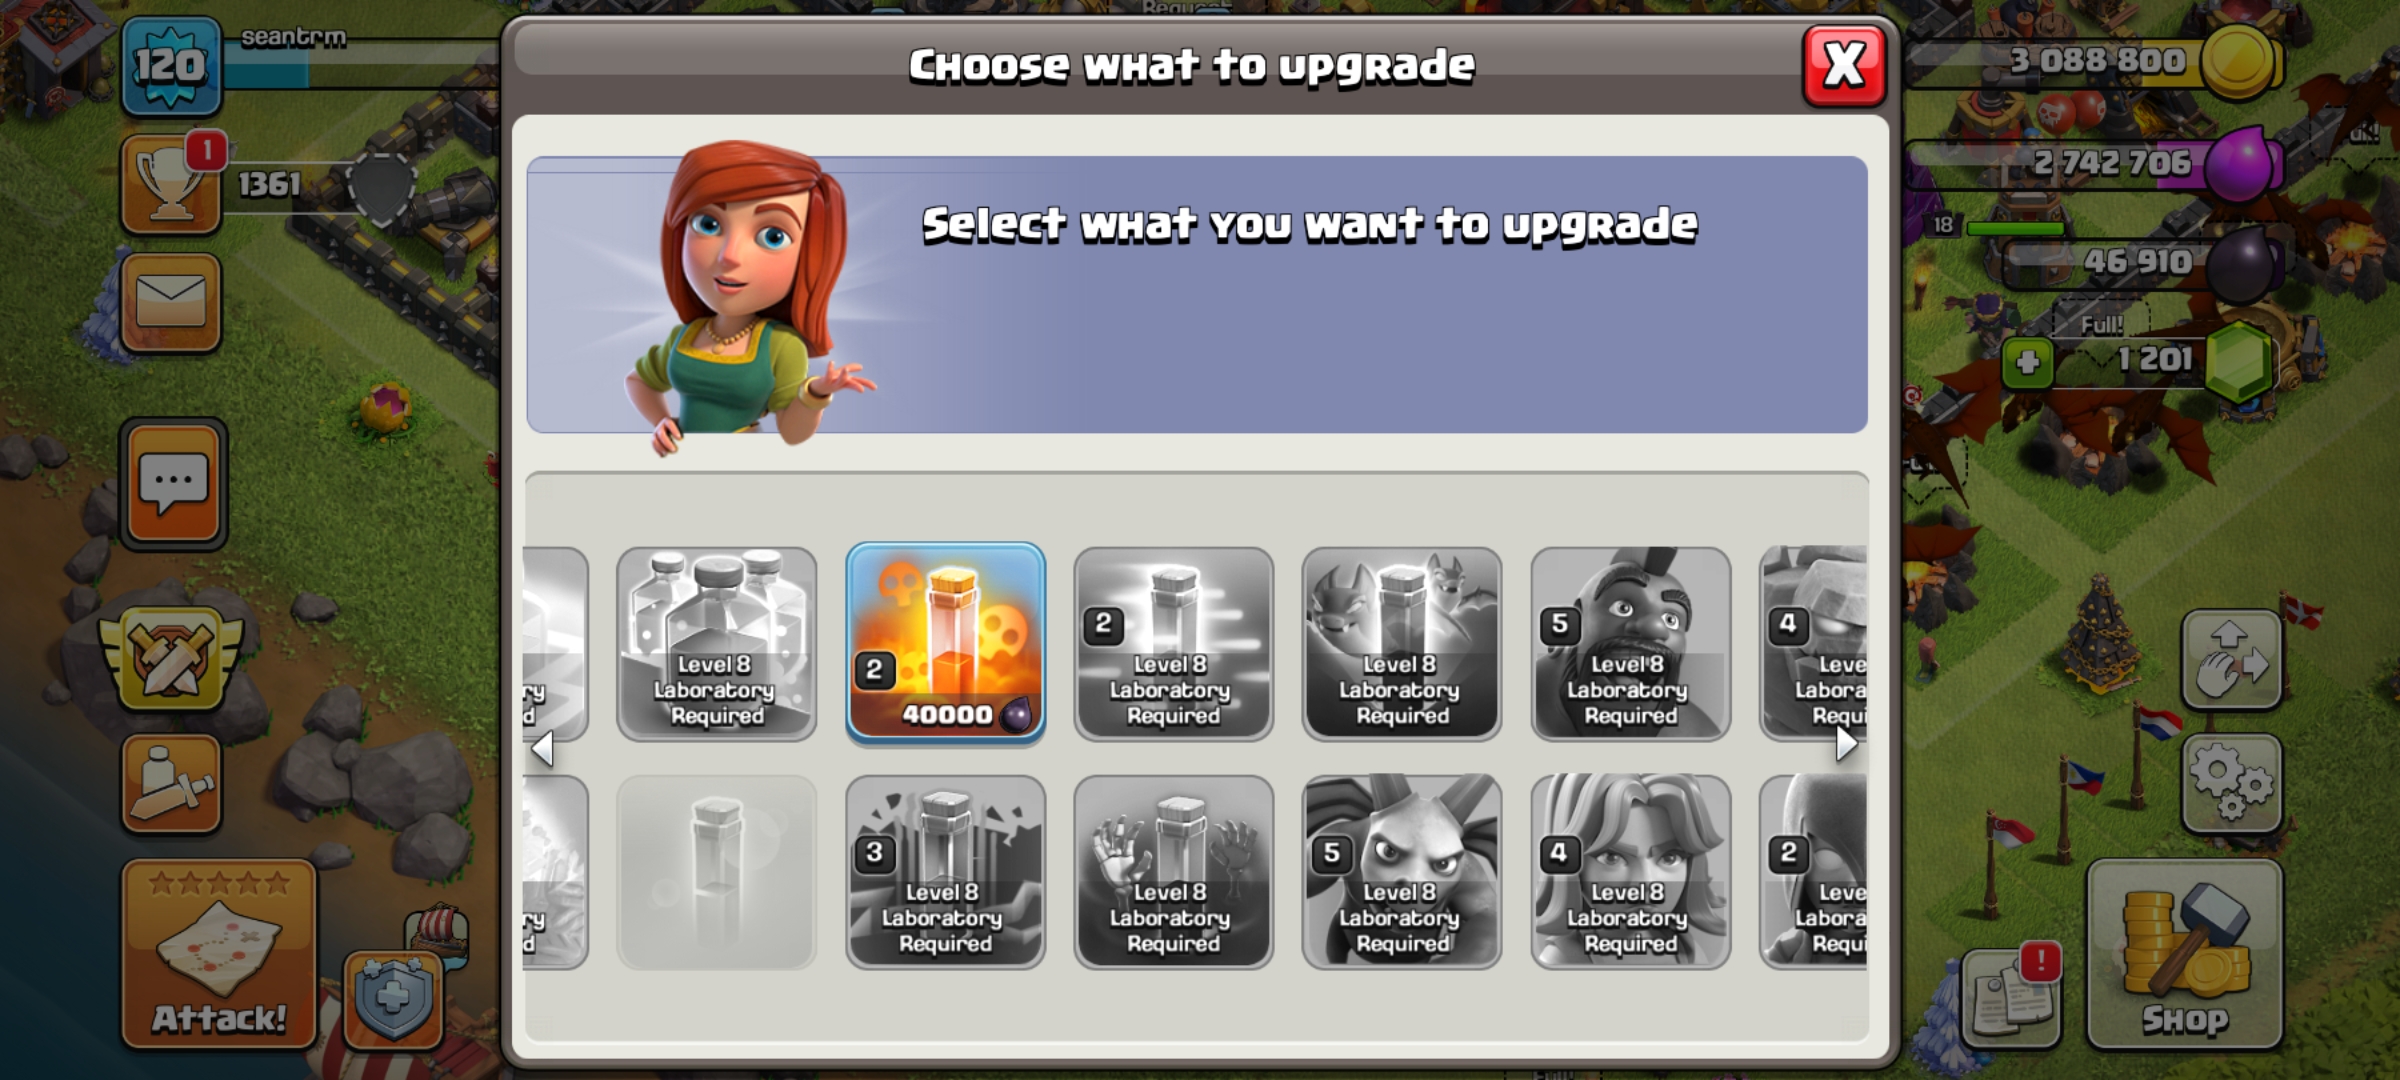 Request
seantrm
120
1
1361
Attack!
Choose what to upgrade
X
Select what you want to upgrade
3 088 800
2 742 706
18
46 910
Full!
1 201
Level 8
Laboratory
Required
2
40000
2
Level 8
Laboratory
Required
Level 8
Laboratory
Required
5
Level 8
Laboratory
Required
4
3
Level 8
Laboratory
Required
Level 8
Laboratory
Required
5
Level 8
Laboratory
Required
4
Level 8
Laboratory
Required
2
!
Shop